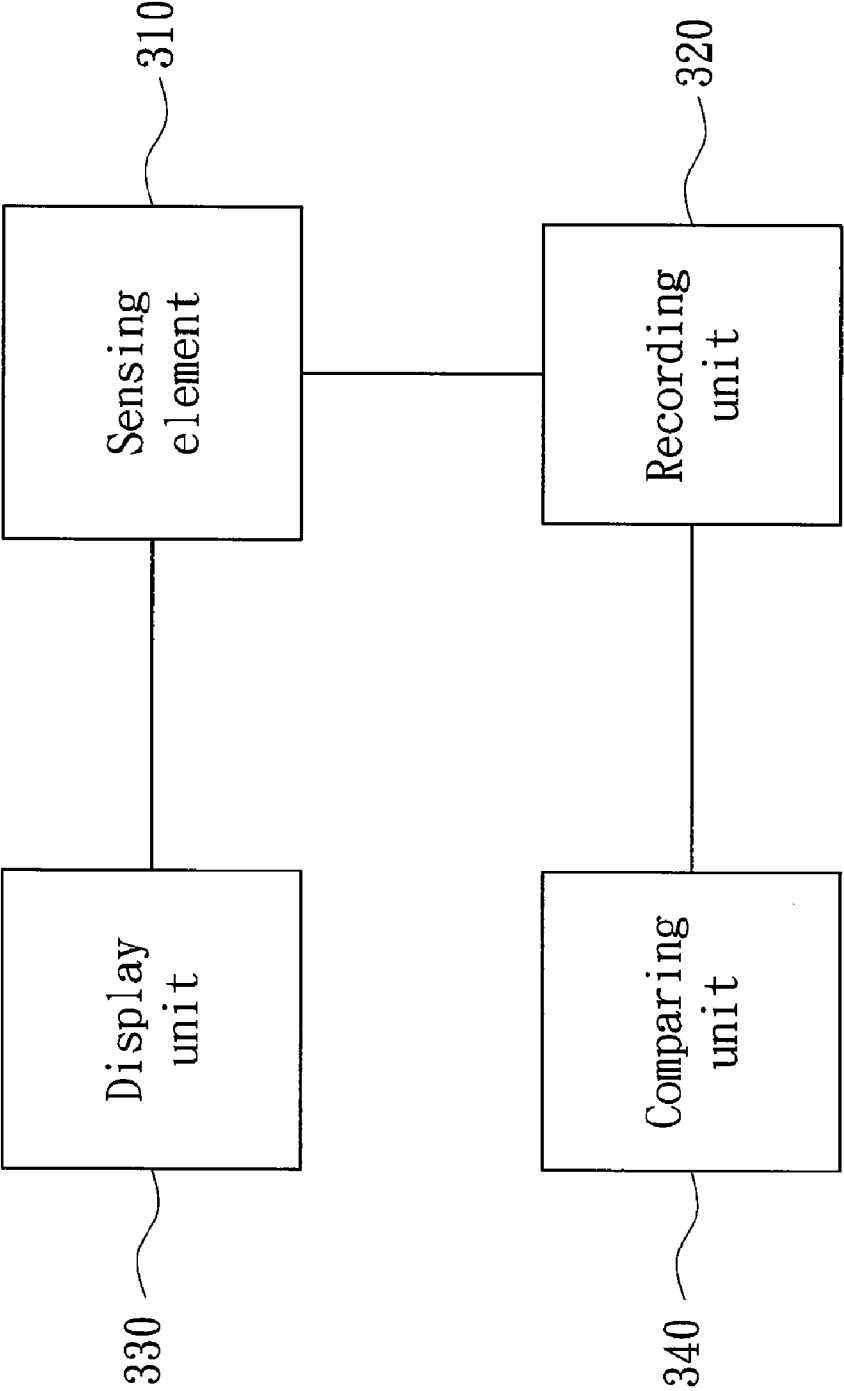 330
Display
unit
Sensing
element
310
340
Comparing
unit
Recording
unit
320